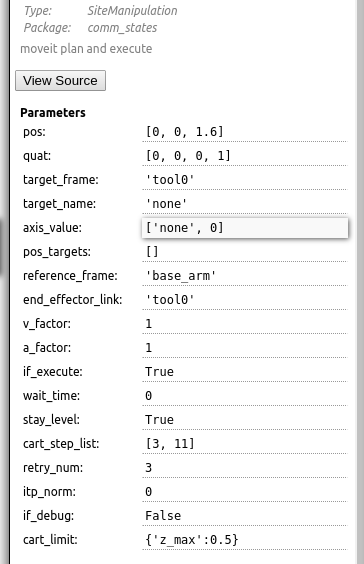 Type: SiteManipulation
Package: comm_states
moveit plan and execute
View Source
Parameters
pos: [0, 0, 1.6]
quat: [0, 0, 0, 1]
target_frame: 'tool0'
target_name: 'none'
axis_value: ['none', 0]
pos_targets: []
reference_frame: 'base_arm'
end_effector_link: 'tool0'
v_factor: 1
a_factor: 1
if_execute: True
wait_time: 0
stay_level: True
cart_step_list: [3, 11]
retry_num: 3
itp_norm: 0
if_debug: False
cart_limit: {'z_max':0.5}